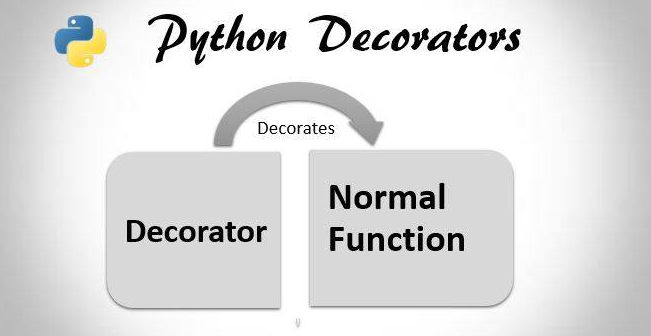 Python Decorators
Decorates
Decorator
Normal
Function